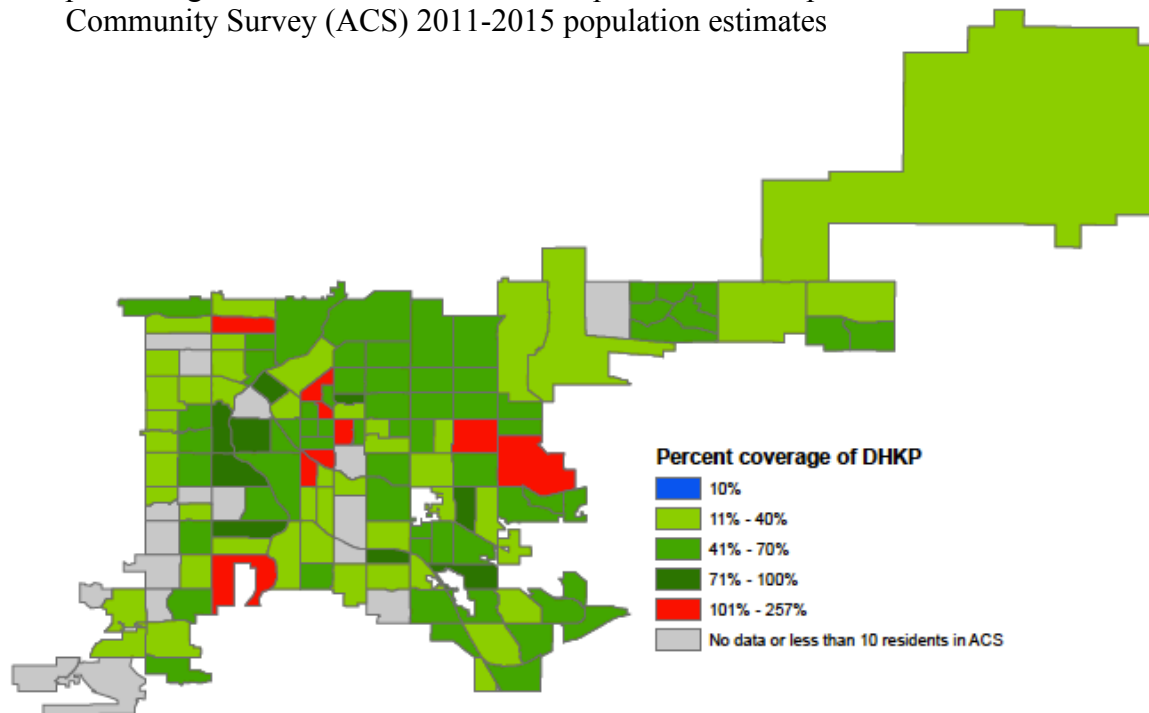 Community Survey (ACS) 2011-2015 population estimates
Percent coverage of DHKP
10%
11% - 40%
41% - 70%
71% - 100%
101% - 257%
No data or less than 10 residents in ACS